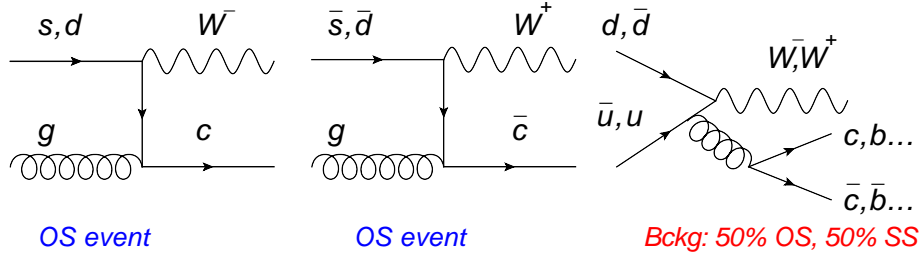 s,d W⁻
g c
OS event
s̄,d̄ W⁺
g c̄
OS event
d,d̄ W⁻,W⁺
ū,u c,b...
c̄,b̄...
Bckg: 50% OS, 50% SS